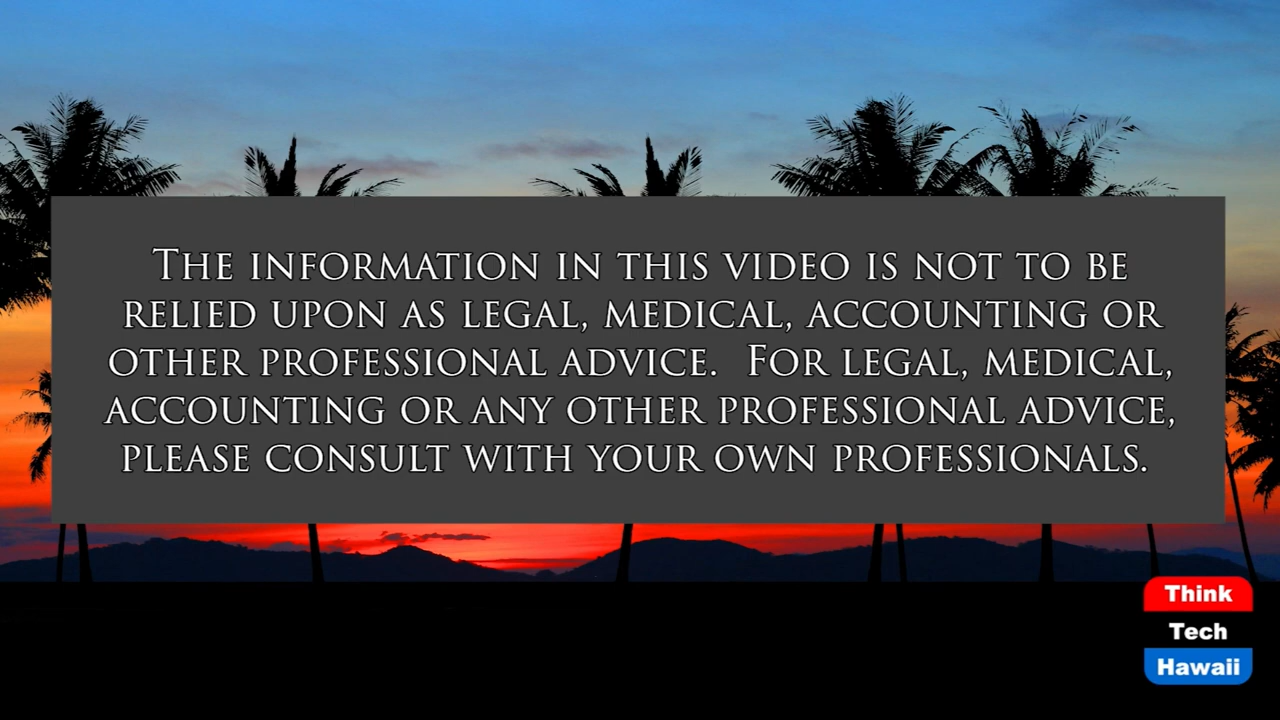 The information in this video is not to be
relied upon as legal, medical, accounting or
other professional advice.  For legal, medical,
accounting or any other professional advice,
please consult with your own professionals.
Think
Tech
Hawaii